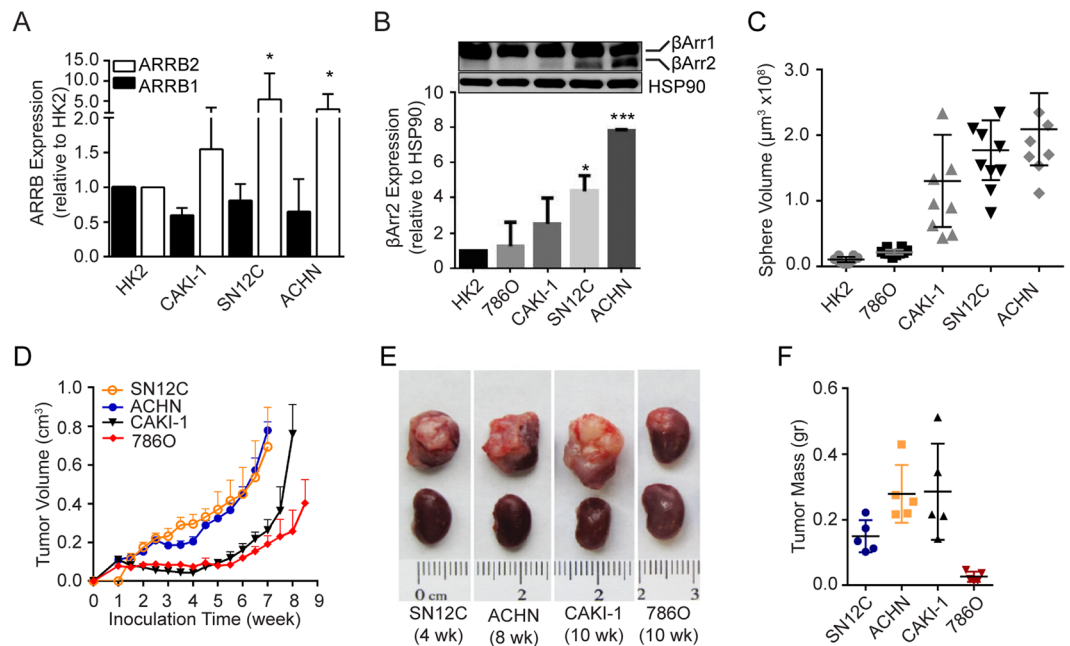 A
ARRB Expression
(relative to HK2)
15.0
10.0
5.0
2.0
1.5
1.0
0.5
0.0
ARRB2
ARRB1
*
*
HK2
CAKI-1
SN12C
ACHN
B
βArr1
βArr2
HSP90
βArr2 Expression
(relative to HSP90)
10
8
6
4
2
0
*
***
HK2
786O
CAKI-1
SN12C
ACHN
C
Sphere Volume (μm³ x10⁸)
3.0
2.0
1.0
0.0
HK2
786O
CAKI-1
SN12C
ACHN
D
SN12C
ACHN
CAKI-1
786O
Tumor Volume (cm³)
1.0
0.8
0.6
0.4
0.2
0.0
0 1 2 3 4 5 6 7 8 9
Inoculation Time (week)
E
0 cm 2 2 2 3
SN12C ACHN CAKI-1 786O
(4 wk) (8 wk) (10 wk) (10 wk)
F
Tumor Mass (gr)
0.6
0.4
0.2
0.0
SN12C
ACHN
CAKI-1
786O